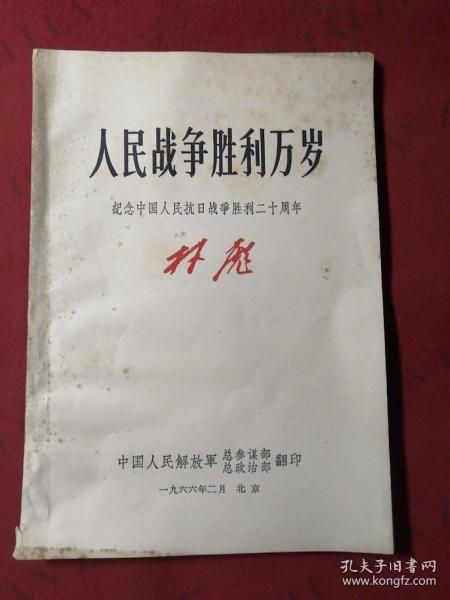 人民战争胜利万岁
纪念中国人民抗日战爭胜利二十周年
林彪
中国人民解放軍 总参谋部 总政治部 翻印
一九六六年二月 北京
孔夫子旧书网
www.kongfz.com